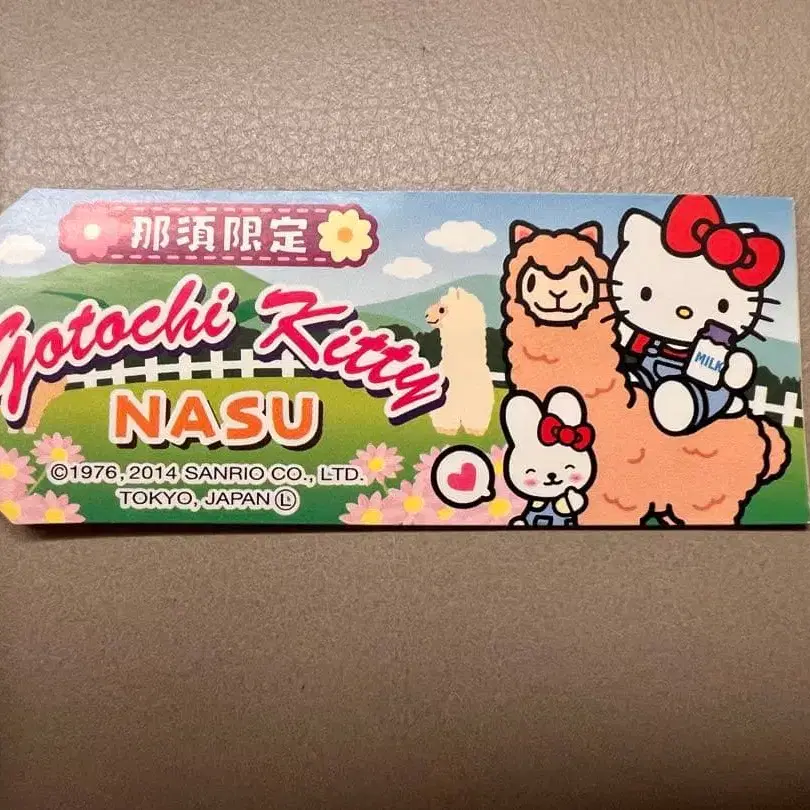 那須限定
Gotochi Kitty
NASU
©1976, 2014 SANRIO CO., LTD.
TOKYO, JAPAN Ⓛ
MILK